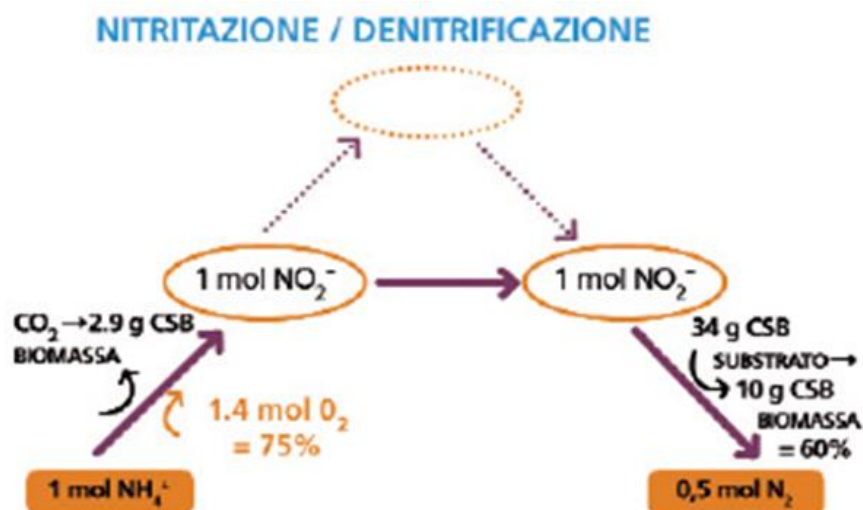 NITRITAZIONE / DENITRIFICAZIONE
1 mol NO₂⁻
1 mol NO₂⁻
CO₂→2.9 g CSB
BIOMASSA
1.4 mol 0₂
= 75%
1 mol NH₄⁺
34 g CSB
SUBSTRATO→
10 g CSB
BIOMASSA
= 60%
0,5 mol N₂